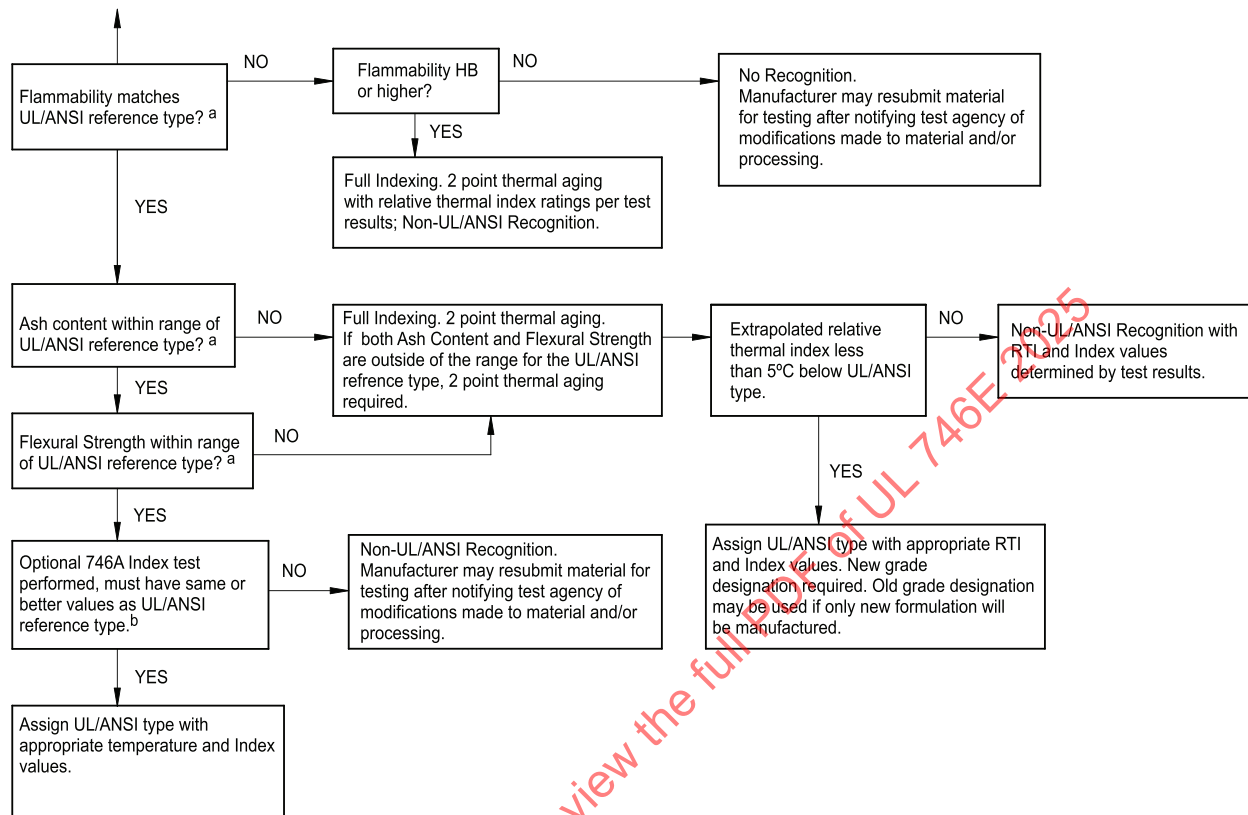 NO
NO
Flammability matches
UL/ANSI reference type? a
Flammability HB
or higher?
No Recognition.
Manufacturer may resubmit material
for testing after notifying test agency of
modifications made to material and/or
processing.
YES
YES
Full Indexing. 2 point thermal aging
with relative thermal index ratings per test
results; Non-UL/ANSI Recognition.
Ash content within range of
UL/ANSI reference type? a
NO
Full Indexing. 2 point thermal aging.
If both Ash Content and Flexural Strength
are outside of the range for the UL/ANSI
refrence type, 2 point thermal aging
required.
Extrapolated relative
thermal index less
than 5ºC below UL/ANSI
type.
NO
Non-UL/ANSI Recognition with
RTI and Index values
determined by test results.
YES
Flexural Strength within range
of UL/ANSI reference type? a
NO
YES
YES
Optional 746A Index test
performed, must have same or
better values as UL/ANSI
reference type.b
NO
Non-UL/ANSI Recognition.
Manufacturer may resubmit material for
testing after notifying test agency of
modifications made to material and/or
processing.
Assign UL/ANSI type with appropriate RTI
and Index values. New grade
designation required. Old grade designation
may be used if only new formulation will
be manufactured.
YES
Assign UL/ANSI type with
appropriate temperature and Index
values.
view the full PDF of UL 746E 2025